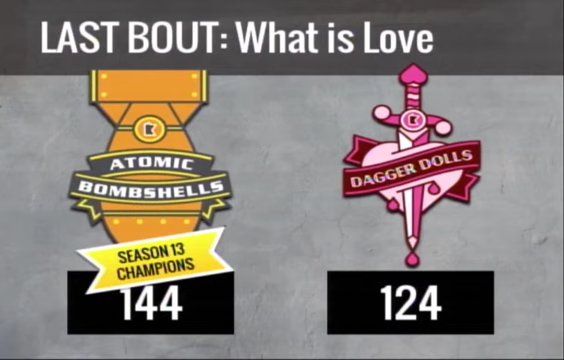 LAST BOUT: What is Love
ATOMIC
BOMBSHELLS
SEASON 13
CHAMPIONS
144
DAGGER DOLLS
124